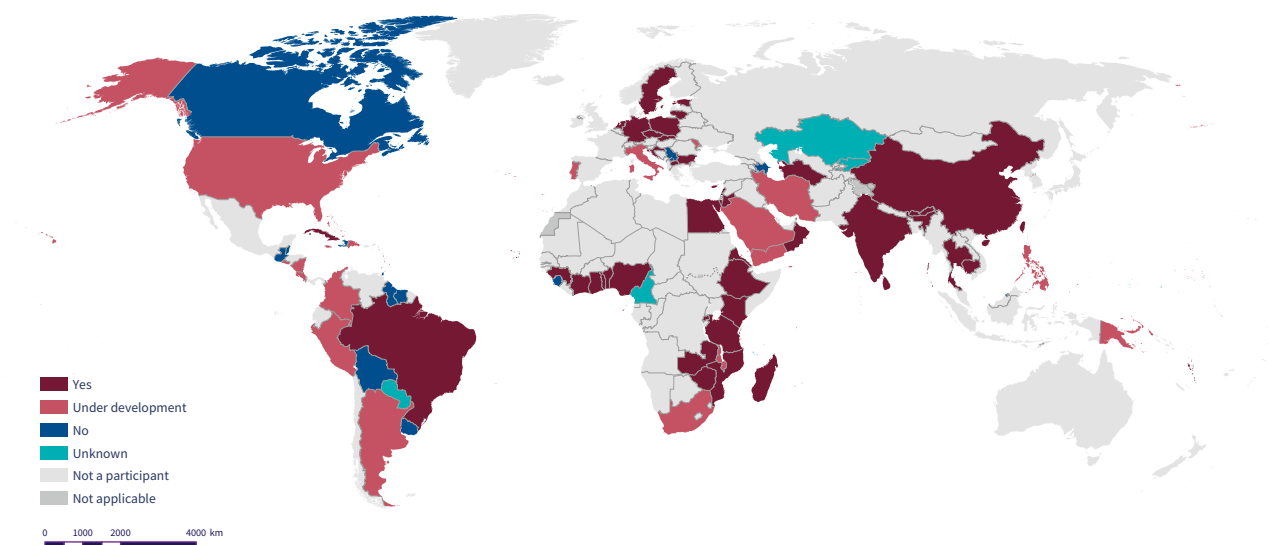 Yes
Under development
No
Unknown
Not a participant
Not applicable
0 1000 2000 4000 km